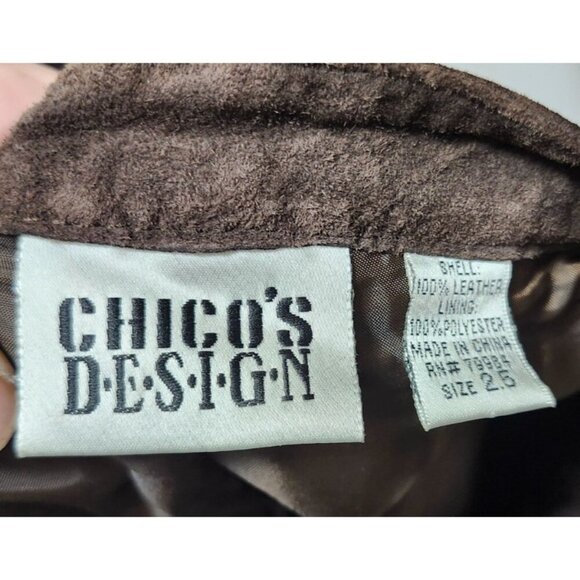 CHICO'S
D·E·S·I·G·N
SHELL:
100% LEATHER
LINING:
100% POLYESTER
MADE IN CHINA
RN# 79984
SIZE 2.5